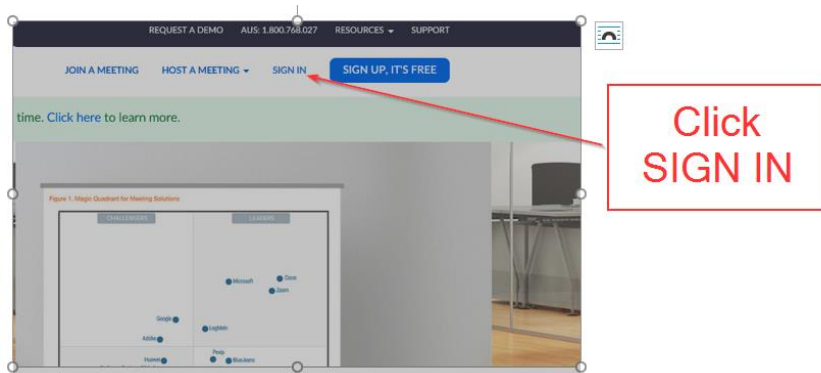 REQUEST A DEMO AUS: 1.800.768.027 RESOURCES SUPPORT
JOIN A MEETING HOST A MEETING SIGN IN SIGN UP, IT'S FREE
time. Click here to learn more.
Click
SIGN IN
Figure 1. Magic Quadrant for Meeting Solutions
CHALLENGERS LEADERS
Microsoft Cisco
Zoom
Google
LogMeIn
Adobe
Huawei Pexip BlueJeans